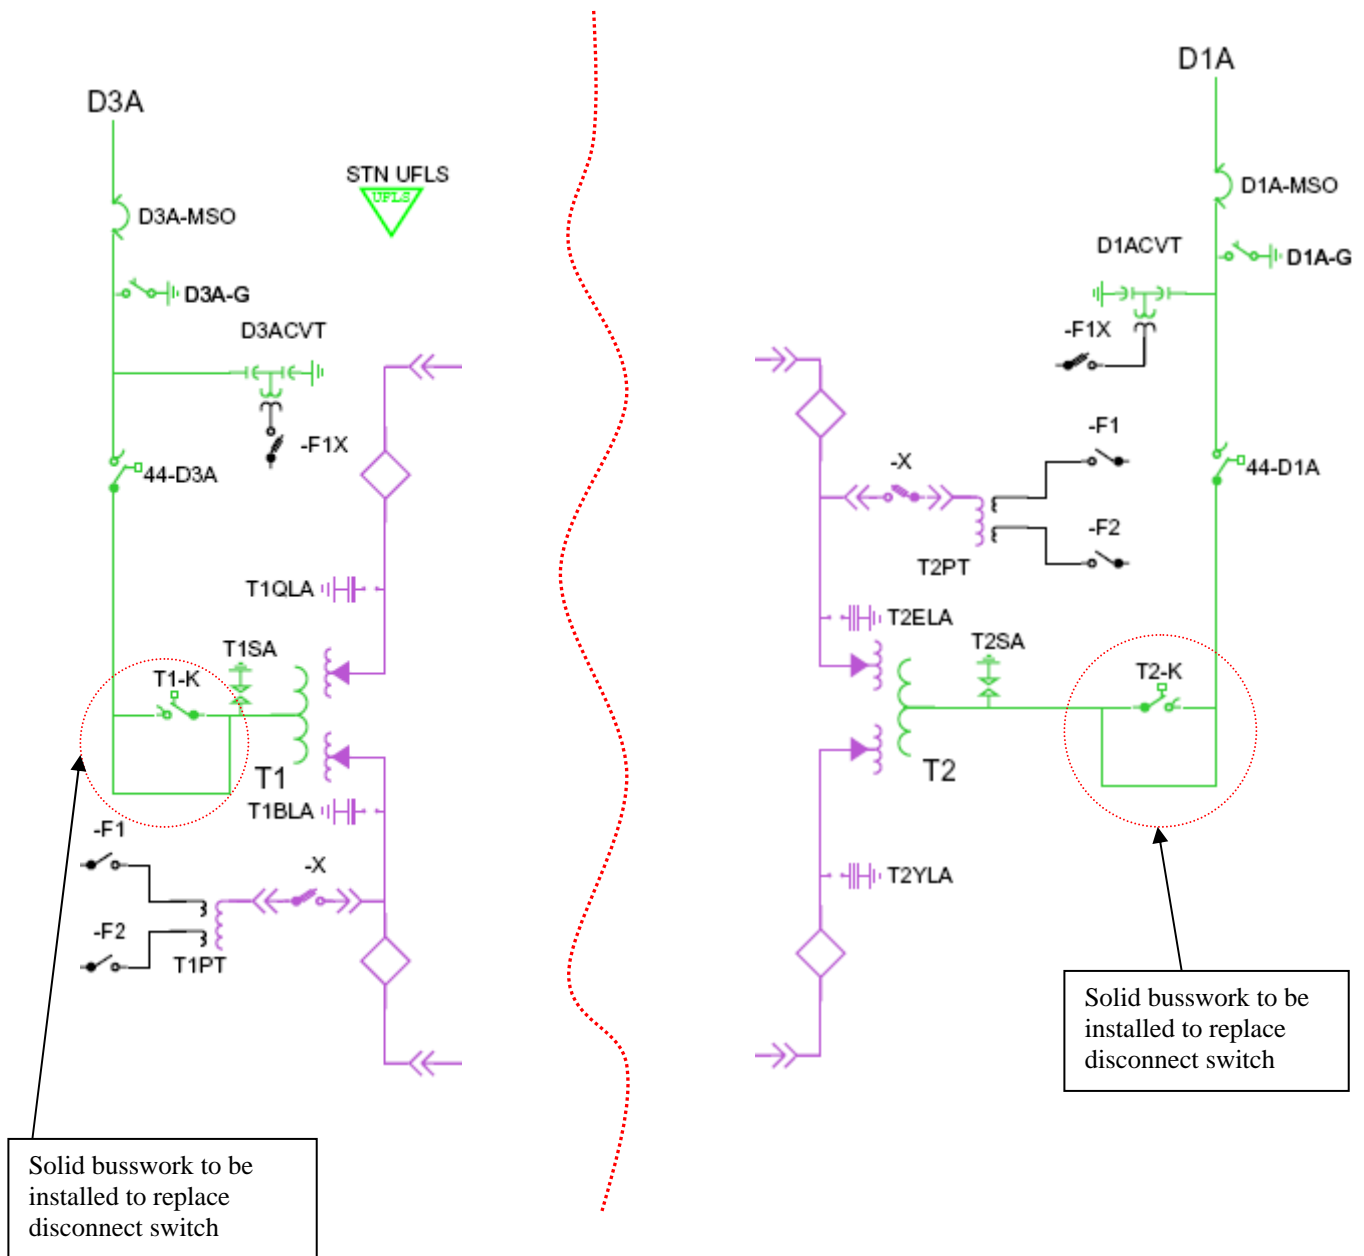 D3A
D3A-MSO
STN UFLS
UFLS
D3A-G
D3ACVT
-F1X
44-D3A
T1QLA
T1SA
T1-K
T1
T1BLA
-F1
-X
-F2
T1PT
Solid busswork to be
installed to replace
disconnect switch
D1A
D1A-MSO
D1ACVT
D1A-G
-F1X
-F1
-X
44-D1A
-F2
T2PT
T2ELA
T2SA
T2-K
T2
T2YLA
Solid busswork to be
installed to replace
disconnect switch